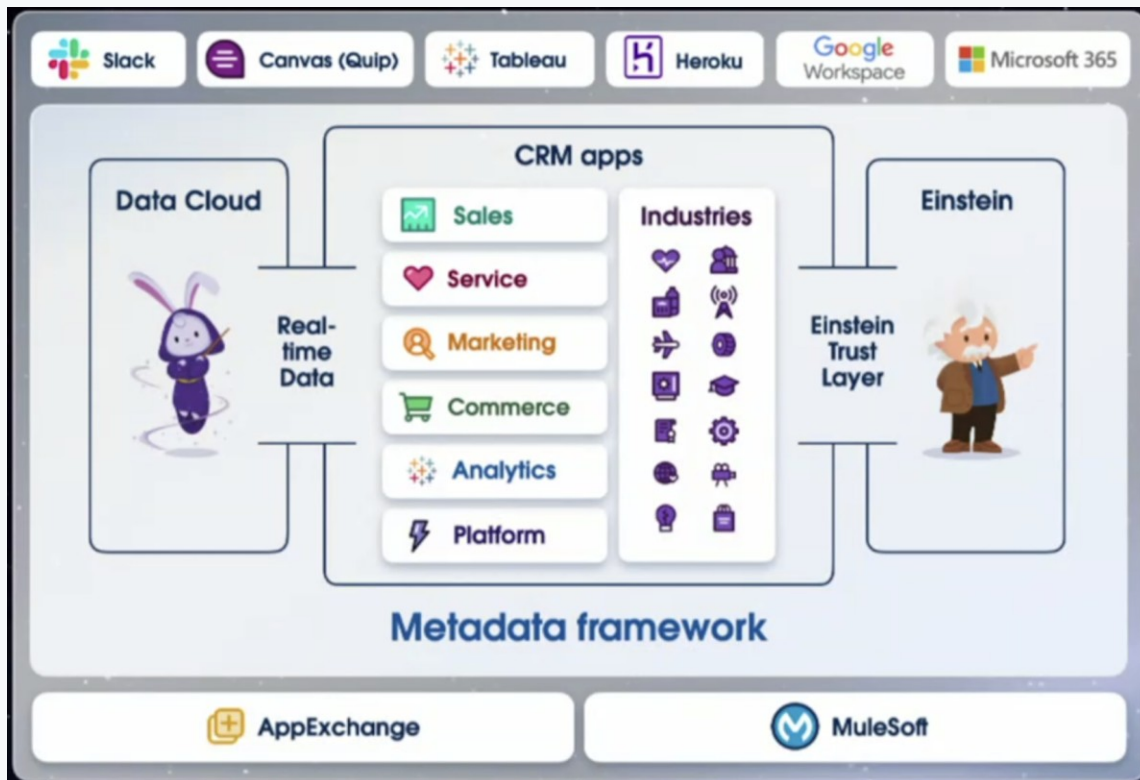 Slack
Canvas (Quip)
Tableau
Heroku
Google
Workspace
Microsoft 365
CRM apps
Data Cloud
Real-
time
Data
Sales
Service
Marketing
Commerce
Analytics
Platform
Industries
Einstein
Einstein
Trust
Layer
Metadata framework
AppExchange
MuleSoft